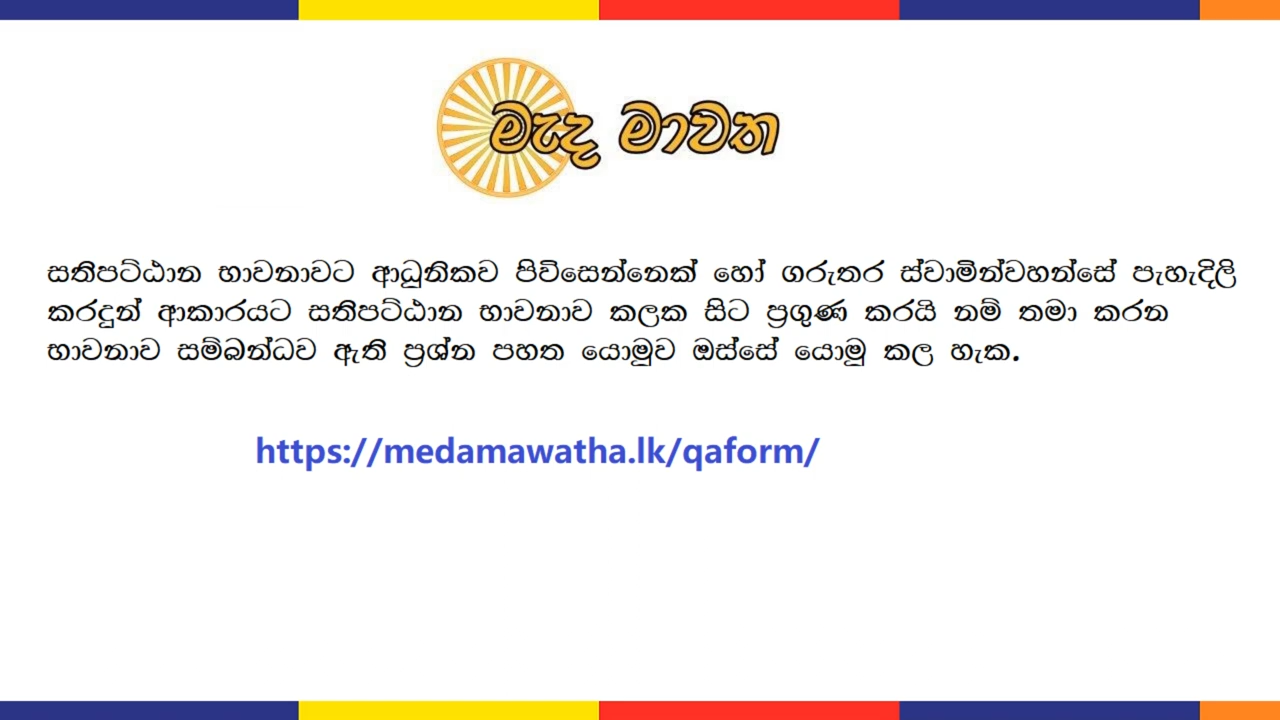 මැද මාවත
සතිපට්ඨාන භාවනාවට ආධුනිකව පිවිසෙන්නෙක් හෝ ගරුතර ස්වාමින්වහන්සේ පැහැදිලි
කරදුන් ආකාරයට සතිපට්ඨාන භාවනාව කලක සිට ප්‍රගුණ කරයි නම් තමා කරන
භාවනාව සම්බන්ධව ඇති ප්‍රශ්න පහත යොමුව ඔස්සේ යොමු කල හැක.
https://medamawatha.lk/qaform/